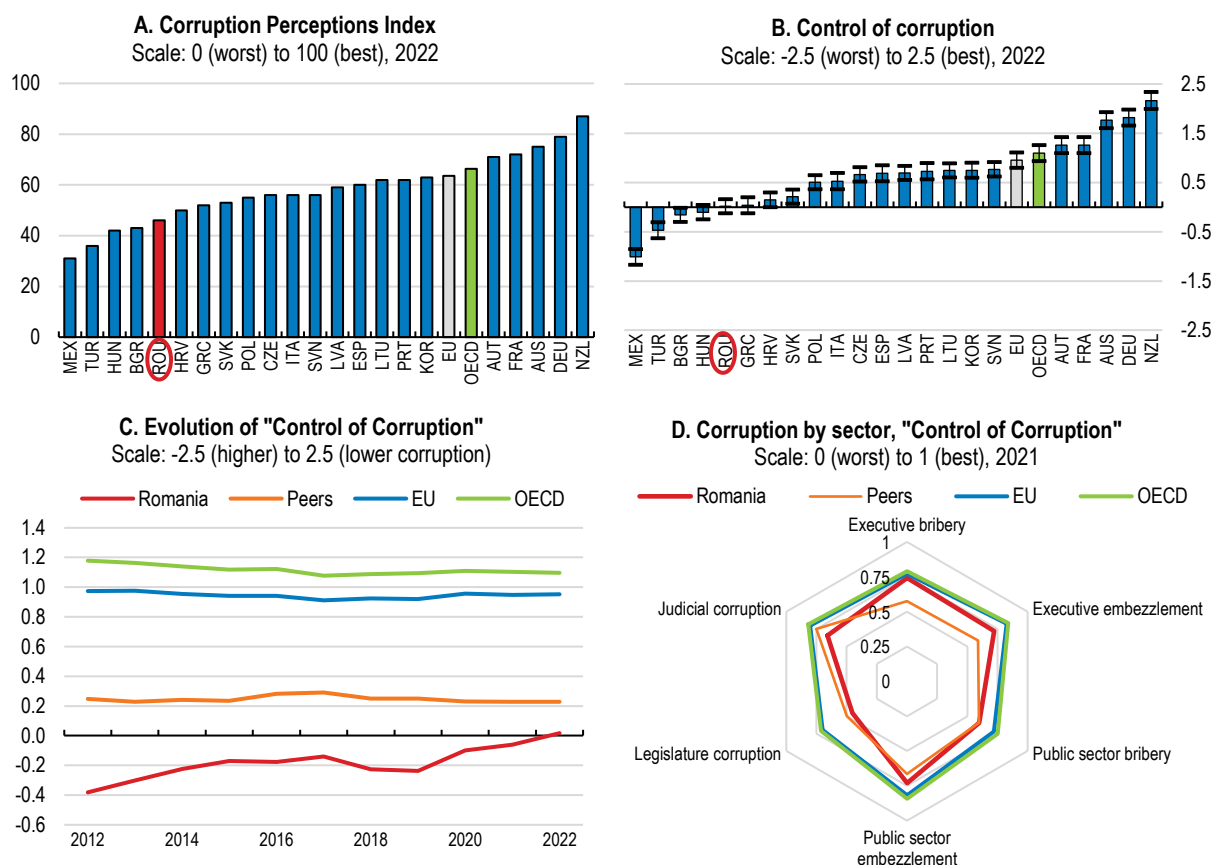 A. Corruption Perceptions Index
Scale: 0 (worst) to 100 (best), 2022
100
80
60
40
20
0
MEX
TUR
HUN
BGR
ROU
HRV
GRC
SVK
POL
CZE
ITA
SVN
LVA
ESP
LTU
PRT
KOR
EU
OECD
AUT
FRA
AUS
DEU
NZL
B. Control of corruption
Scale: -2.5 (worst) to 2.5 (best), 2022
2.5
1.5
0.5
-0.5
-1.5
-2.5
MEX
TUR
BGR
HUN
ROU
GRC
HRV
SVK
POL
ITA
CZE
ESP
LVA
PRT
LTU
KOR
SVN
EU
OECD
AUT
FRA
AUS
DEU
NZL
C. Evolution of "Control of Corruption"
Scale: -2.5 (higher) to 2.5 (lower corruption)
Romania Peers EU OECD
1.4
1.2
1.0
0.8
0.6
0.4
0.2
0.0
-0.2
-0.4
-0.6
2012 2014 2016 2018 2020 2022
D. Corruption by sector, "Control of Corruption"
Scale: 0 (worst) to 1 (best), 2021
Romania Peers EU OECD
Executive bribery
1
0.75
0.5
0.25
0
Executive embezzlement
Public sector bribery
Public sector
embezzlement
Legislature corruption
Judicial corruption